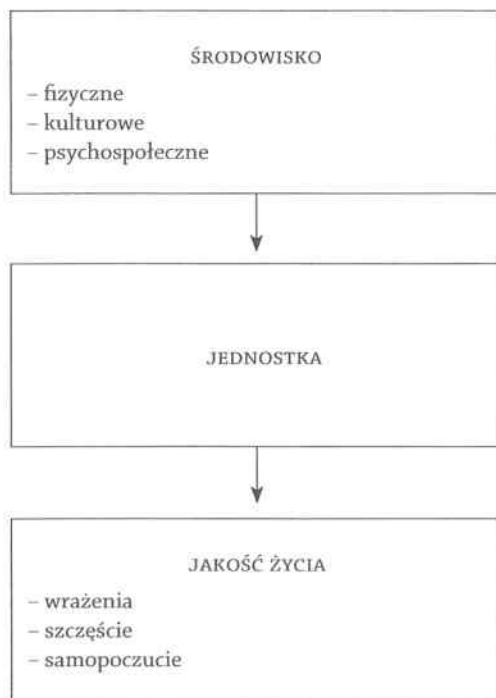 ŚRODOWISKO
– fizyczne
– kulturowe
– psychospołeczne
JEDNOSTKA
JAKOŚĆ ŻYCIA
– wrażenia
– szczęście
– samopoczucie